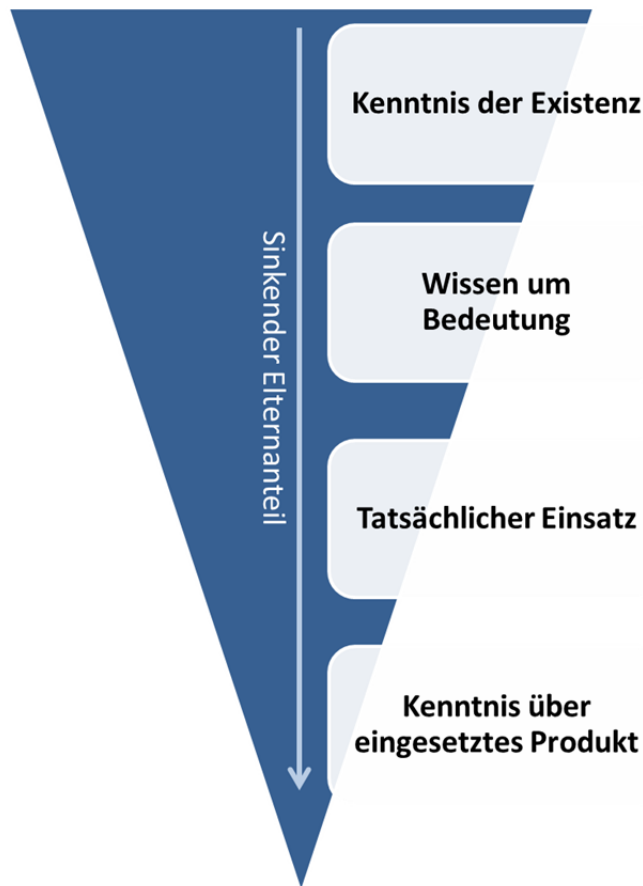 Kenntnis der Existenz
Wissen um
Bedeutung
Sinkender Elternanteil
Tatsächlicher Einsatz
Kenntnis über
eingesetztes Produkt